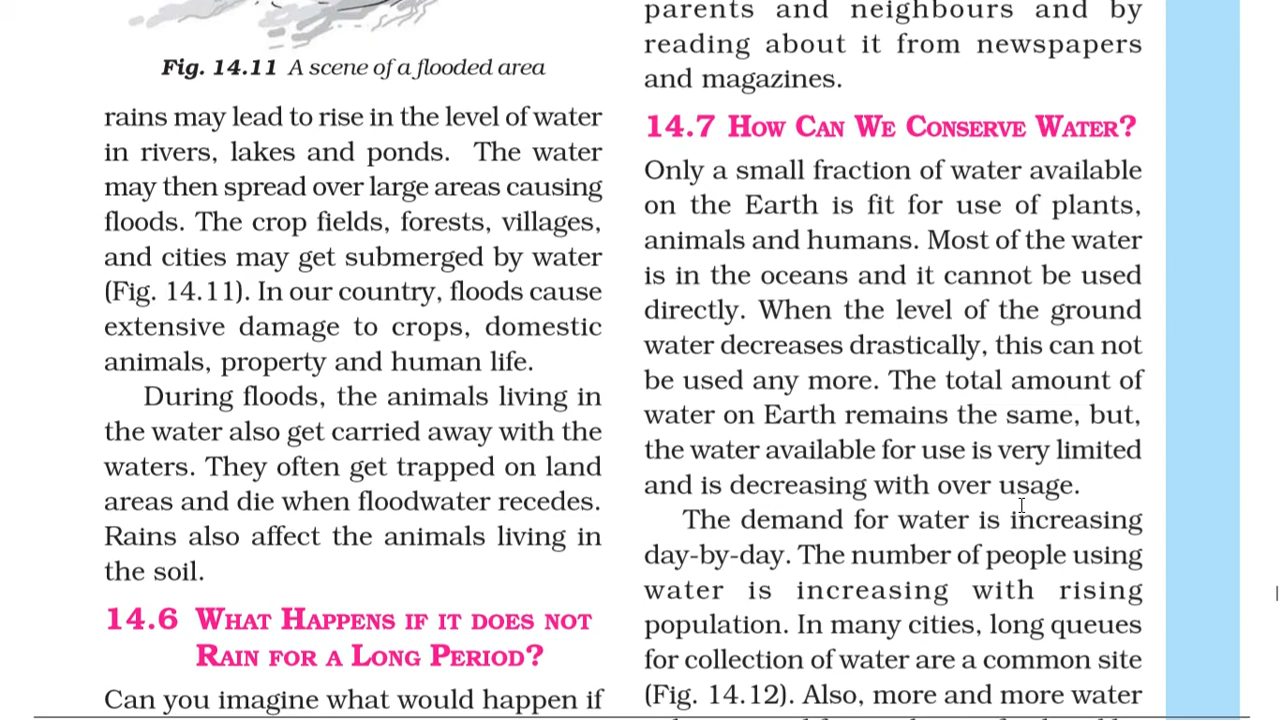 Fig. 14.11 A scene of a flooded area
rains may lead to rise in the level of water
in rivers, lakes and ponds. The water
may then spread over large areas causing
floods. The crop fields, forests, villages,
and cities may get submerged by water
(Fig. 14.11). In our country, floods cause
extensive damage to crops, domestic
animals, property and human life.
During floods, the animals living in
the water also get carried away with the
waters. They often get trapped on land
areas and die when floodwater recedes.
Rains also affect the animals living in
the soil.
14.6 WHAT HAPPENS IF IT DOES NOT
RAIN FOR A LONG PERIOD?
Can you imagine what would happen if
parents and neighbours and by
reading about it from newspapers
and magazines.
14.7 HOW CAN WE CONSERVE WATER?
Only a small fraction of water available
on the Earth is fit for use of plants,
animals and humans. Most of the water
is in the oceans and it cannot be used
directly. When the level of the ground
water decreases drastically, this can not
be used any more. The total amount of
water on Earth remains the same, but,
the water available for use is very limited
and is decreasing with over usage.
The demand for water is increasing
day-by-day. The number of people using
water is increasing with rising
population. In many cities, long queues
for collection of water are a common site
(Fig. 14.12). Also, more and more water